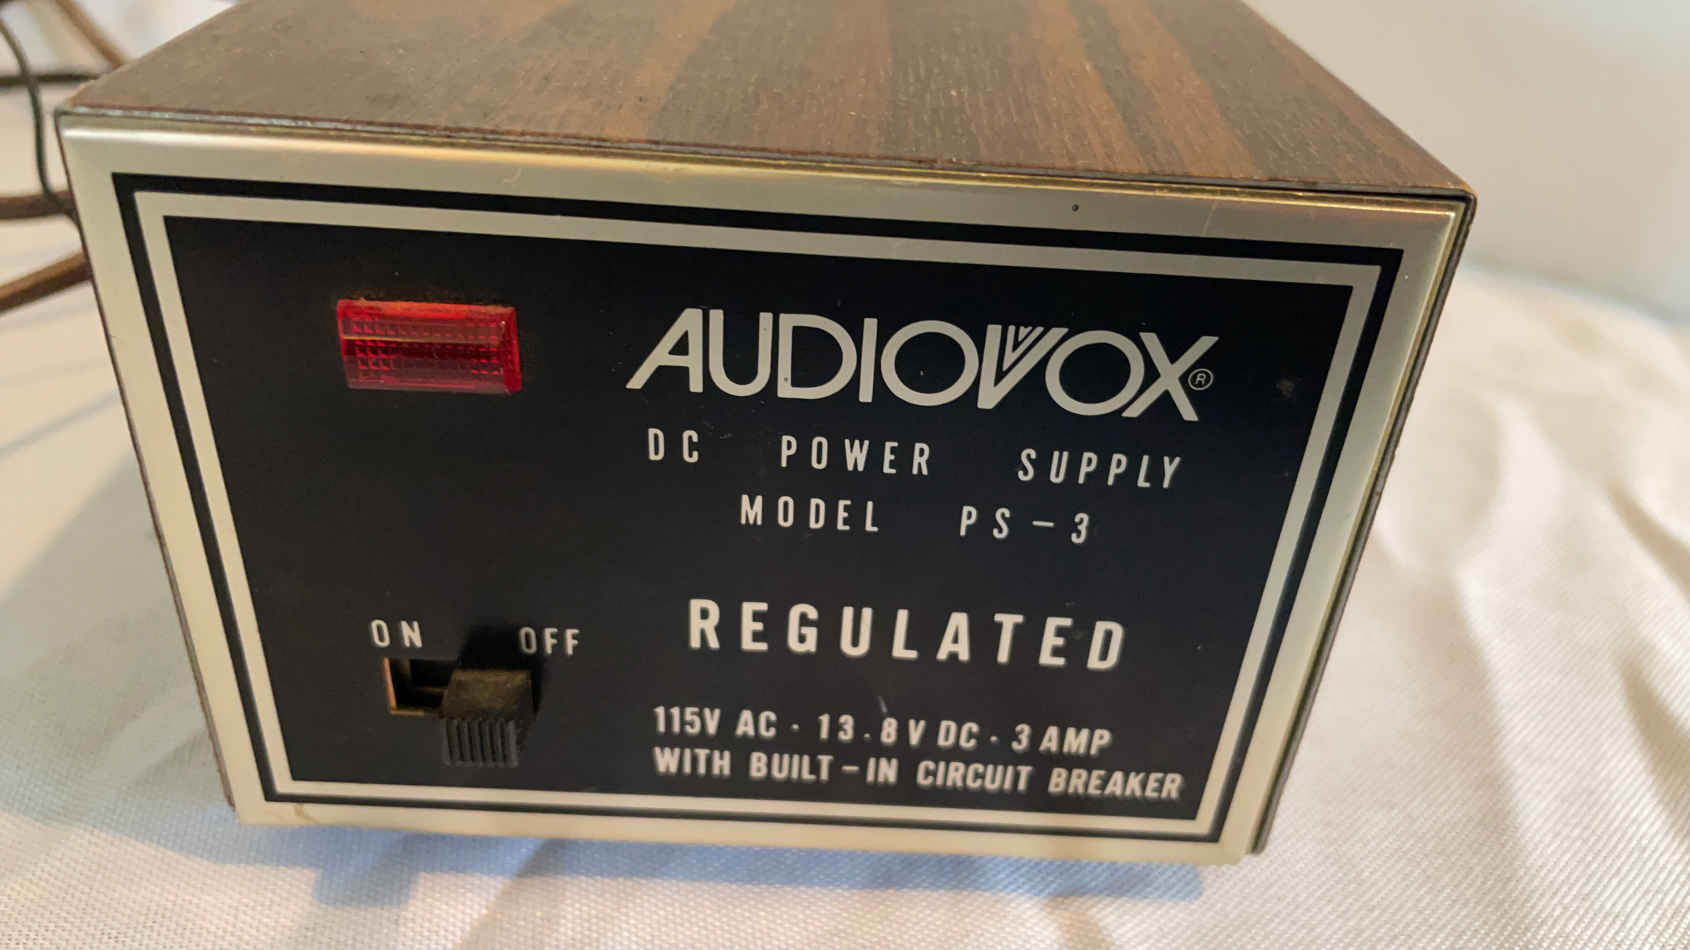 AUDIOVOX®
DC POWER SUPPLY
MODEL PS-3
REGULATED
ON OFF
115V AC · 13.8V DC · 3 AMP
WITH BUILT-IN CIRCUIT BREAKER